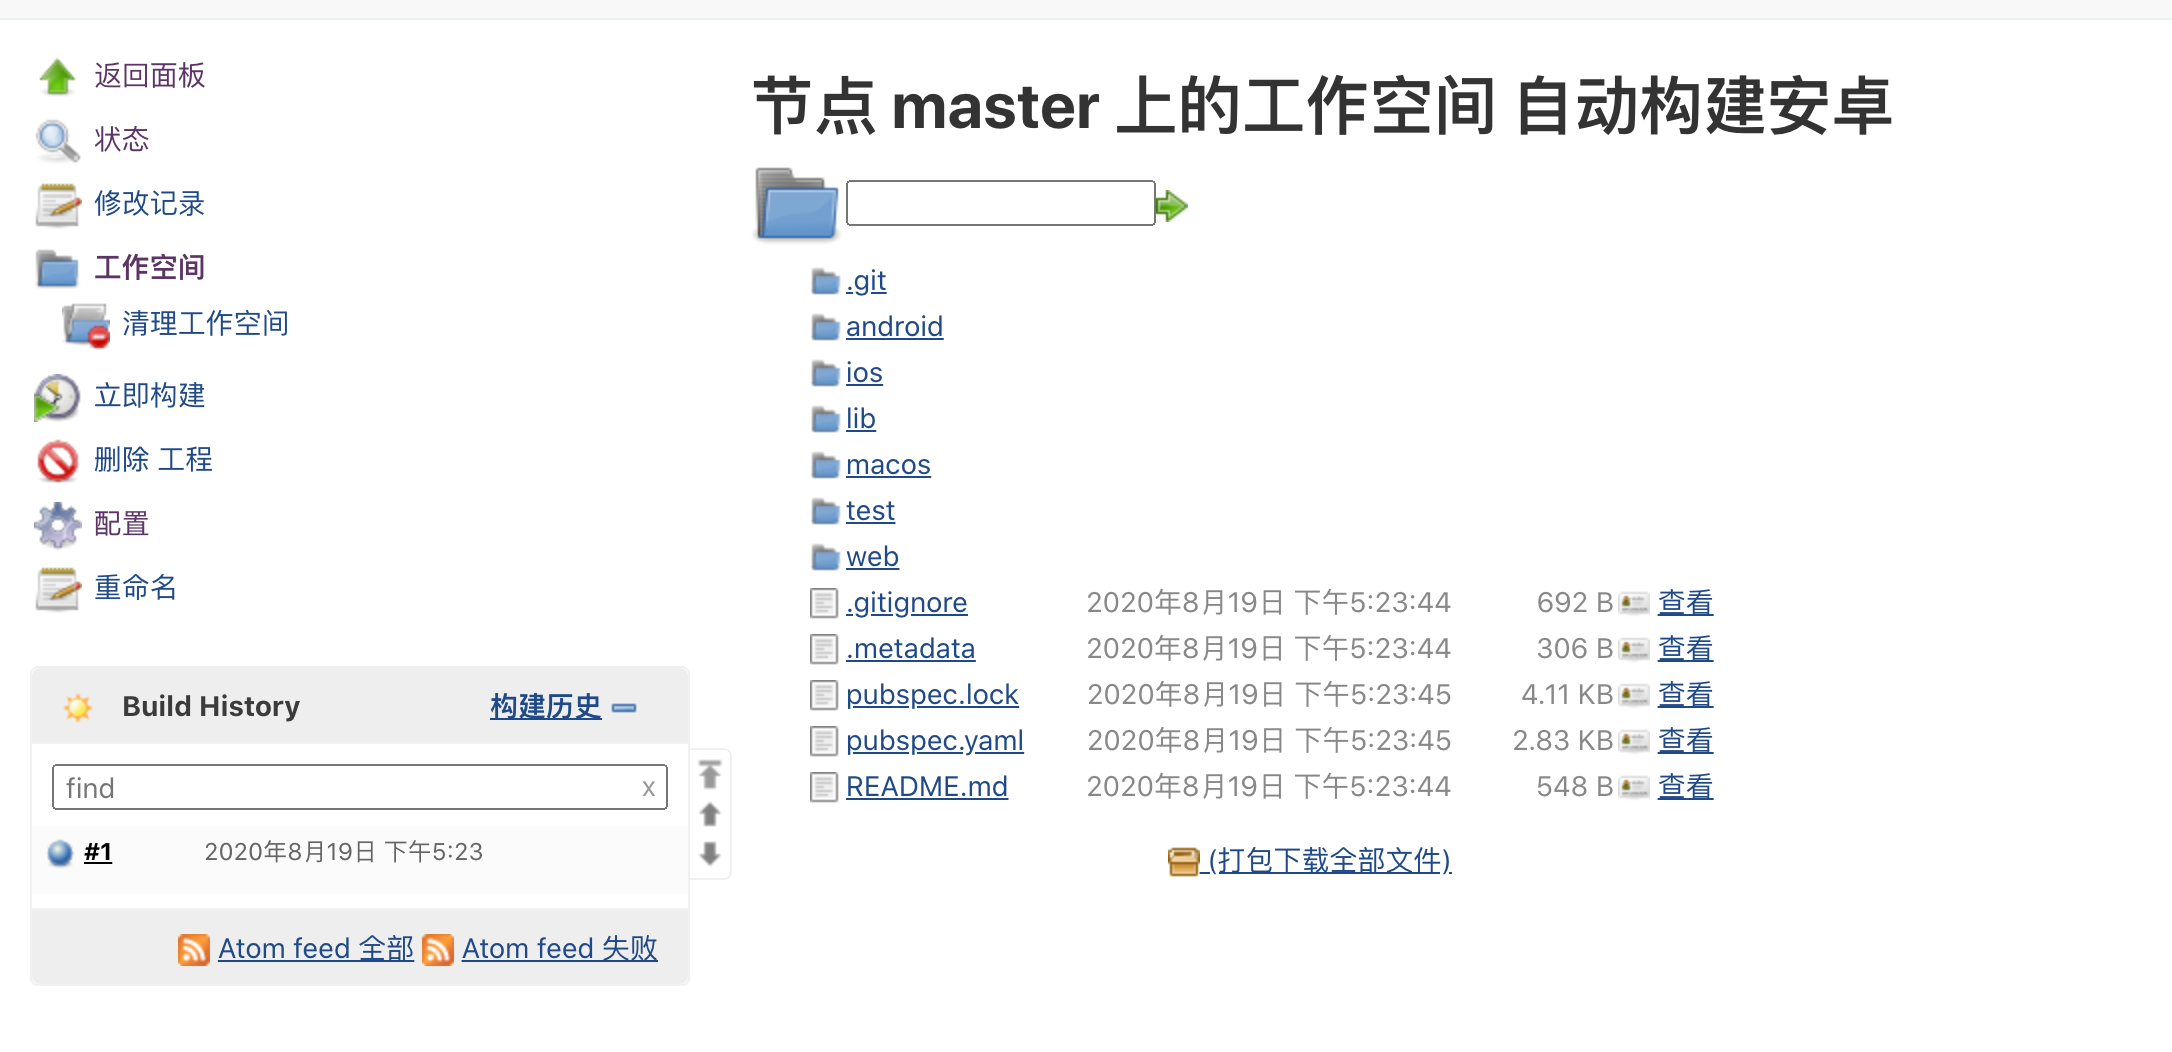 返回面板
状态
修改记录
工作空间
清理工作空间
立即构建
删除 工程
配置
重命名
Build History 构建历史
find x
#1 2020年8月19日 下午5:23
Atom feed 全部 Atom feed 失败
节点 master 上的工作空间 自动构建安卓
.git
android
ios
lib
macos
test
web
.gitignore 2020年8月19日 下午5:23:44 692 B 查看
.metadata 2020年8月19日 下午5:23:44 306 B 查看
pubspec.lock 2020年8月19日 下午5:23:45 4.11 KB 查看
pubspec.yaml 2020年8月19日 下午5:23:45 2.83 KB 查看
README.md 2020年8月19日 下午5:23:44 548 B 查看
(打包下载全部文件)